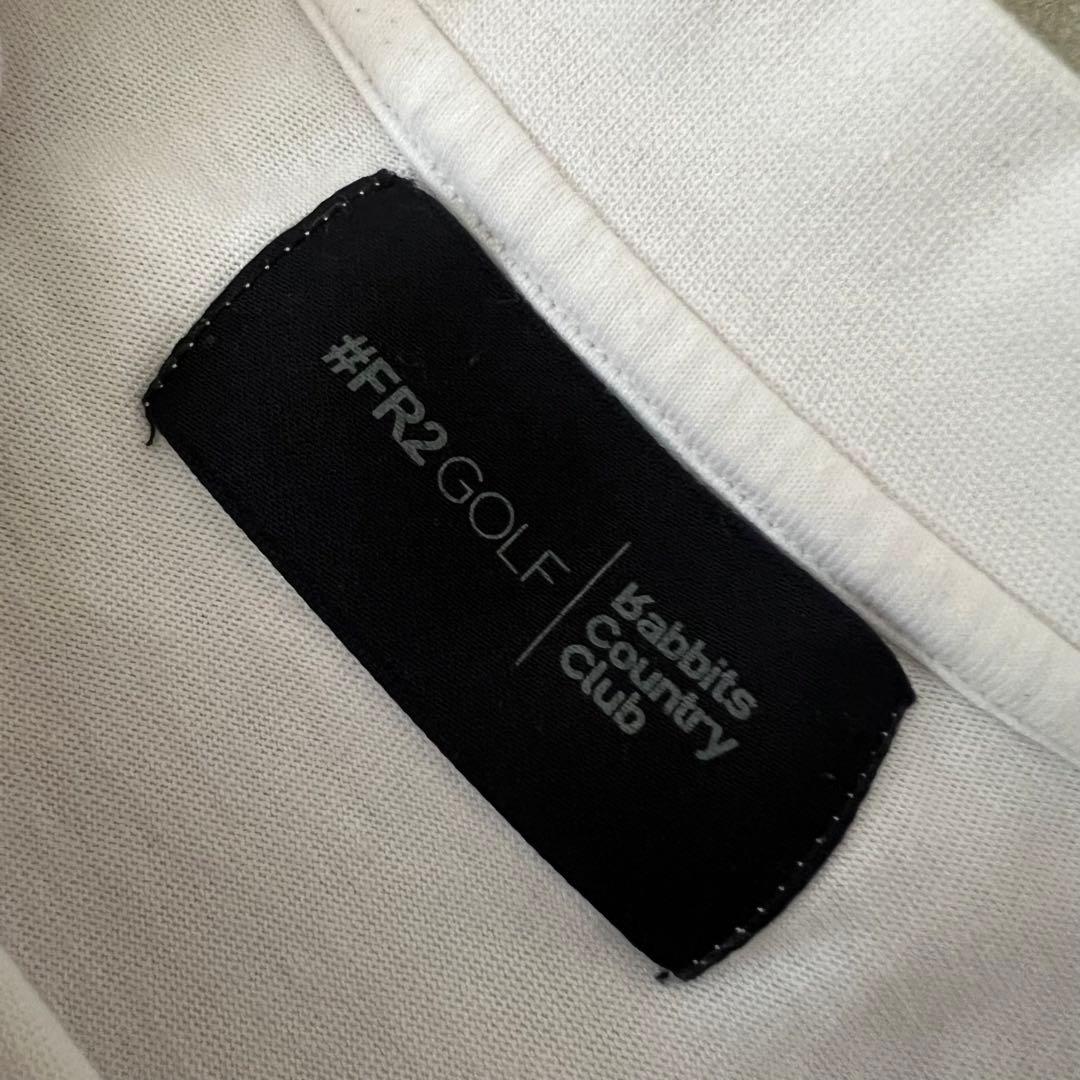 #FR2GOLF
Rabbits
Country
Club